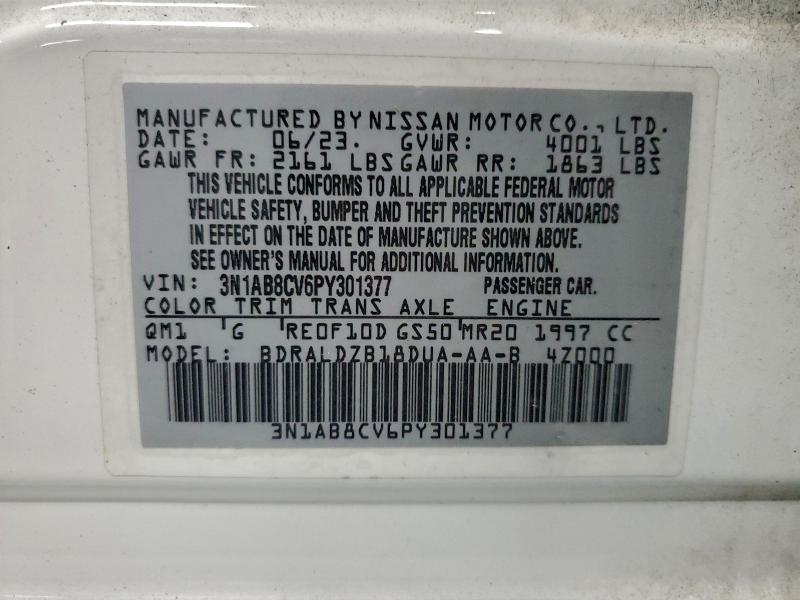 MANUFACTURED BY NISSAN MOTOR CO., LTD.
DATE: 06/23. GVWR: 4001 LBS
GAWR FR: 2161 LBS GAWR RR: 1863 LBS
THIS VEHICLE CONFORMS TO ALL APPLICABLE FEDERAL MOTOR
VEHICLE SAFETY, BUMPER AND THEFT PREVENTION STANDARDS
IN EFFECT ON THE DATE OF MANUFACTURE SHOWN ABOVE.
SEE OWNER'S MANUAL FOR ADDITIONAL INFORMATION.
VIN: 3N1AB8CV6PY301377 PASSENGER CAR.
COLOR TRIM TRANS AXLE ENGINE
QM1 G RE0F10D GS50 MR20 1997 CC
MODEL: BDRALDZB18DUA-AA-B 4Z000
3N1AB8CV6PY301377